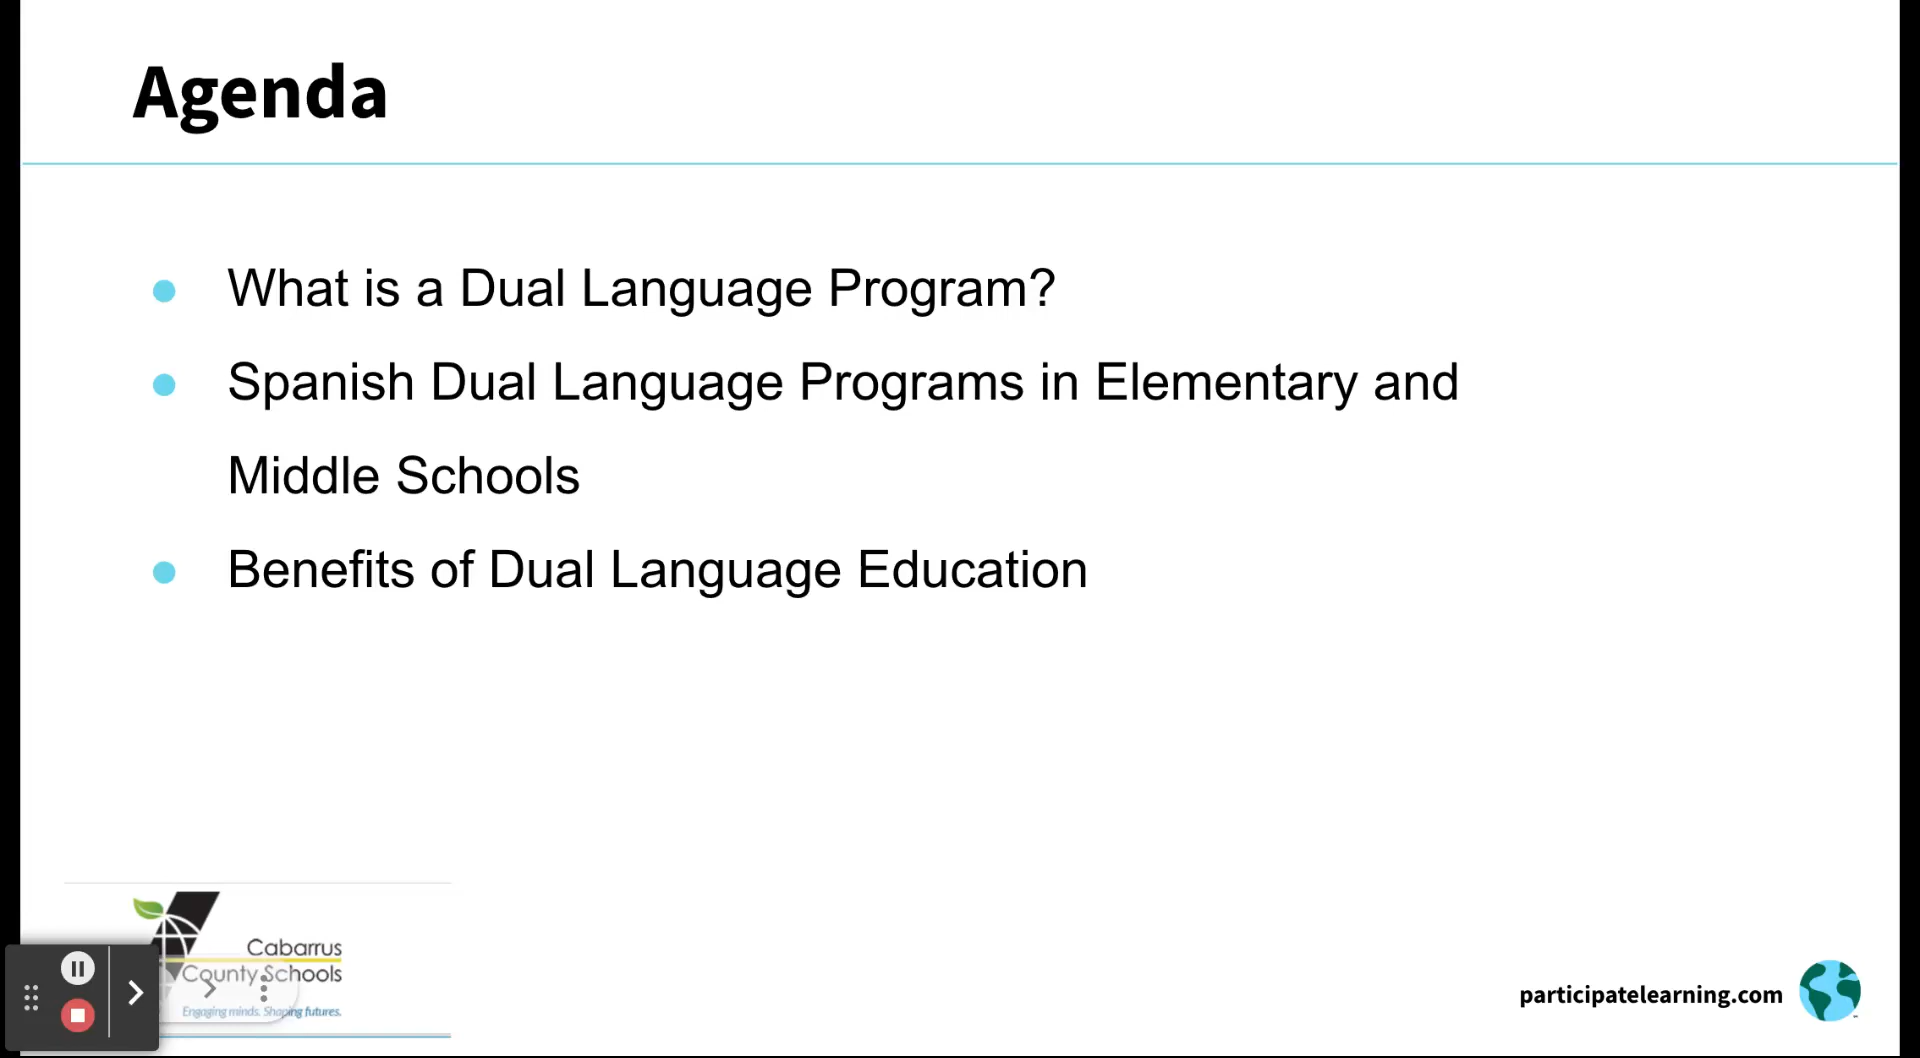 Agenda
What is a Dual Language Program?
Spanish Dual Language Programs in Elementary and
Middle Schools
Benefits of Dual Language Education
Cabarrus
County Schools
Engaging minds. Shaping futures.
participatelearning.com